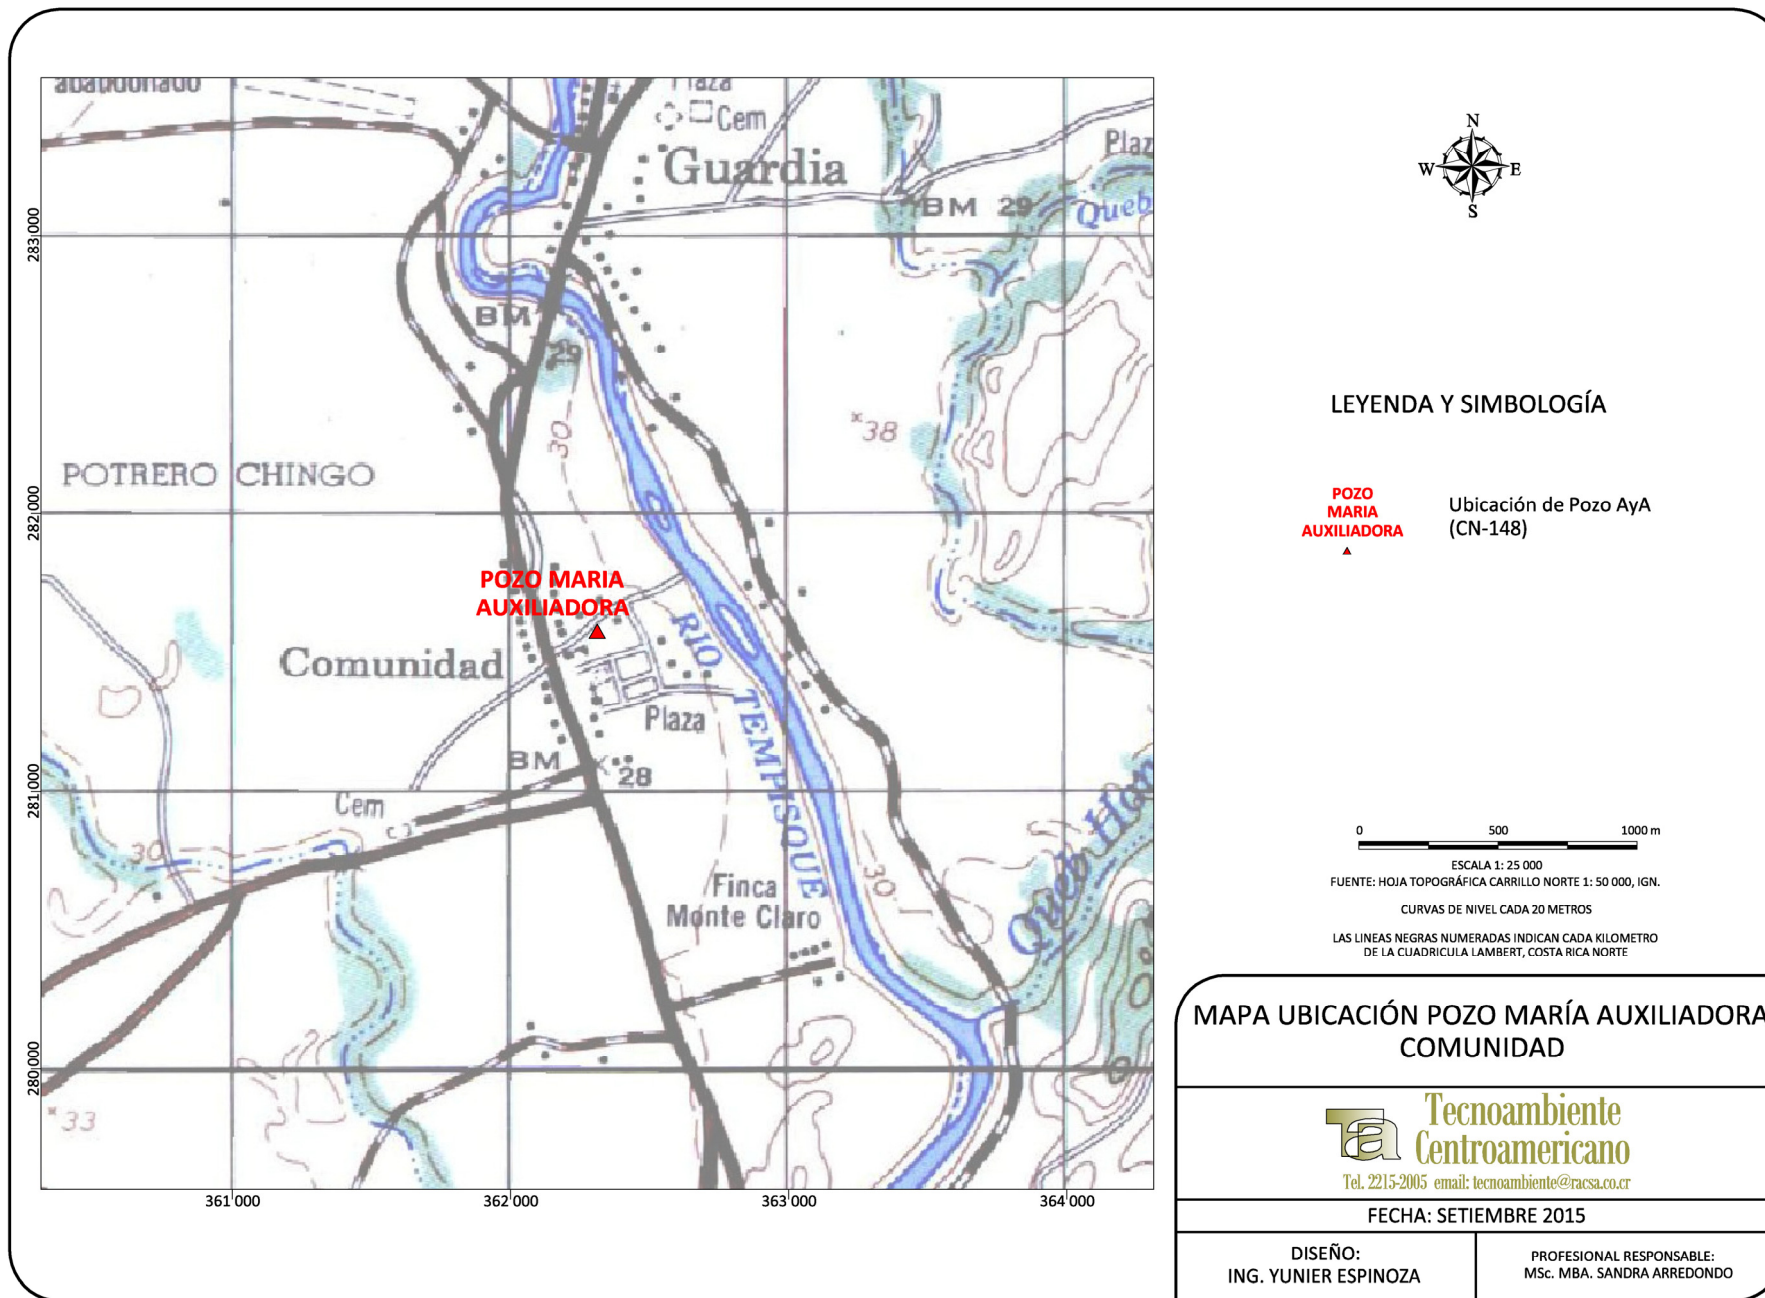 abandonado
Plaza
Cem
Guardia
Plaz
BM 29
Queb
BM
29
30
38
POTRERO CHINGO
POZO MARIA
AUXILIADORA
Comunidad
RIO TEMPISQUE
Plaza
BM
28
Cem
30
30
Finca
Monte Claro
Queb Hon
33
283'000
282'000
281'000
280'000
361'000
362'000
363'000
364'000
N
W
E
S
LEYENDA Y SIMBOLOGÍA
POZO
MARIA
AUXILIADORA
Ubicación de Pozo AyA
(CN-148)
0 500 1000 m
ESCALA 1: 25 000
FUENTE: HOJA TOPOGRÁFICA CARRILLO NORTE 1: 50 000, IGN.
CURVAS DE NIVEL CADA 20 METROS
LAS LINEAS NEGRAS NUMERADAS INDICAN CADA KILOMETRO
DE LA CUADRICULA LAMBERT, COSTA RICA NORTE
MAPA UBICACIÓN POZO MARÍA AUXILIADORA
COMUNIDAD
Ta
Tecnoambiente
Centroamericano
Tel. 2215-2005 email: tecnoambiente@racsa.co.cr
FECHA: SETIEMBRE 2015
DISEÑO:
ING. YUNIER ESPINOZA
PROFESIONAL RESPONSABLE:
MSc. MBA. SANDRA ARREDONDO